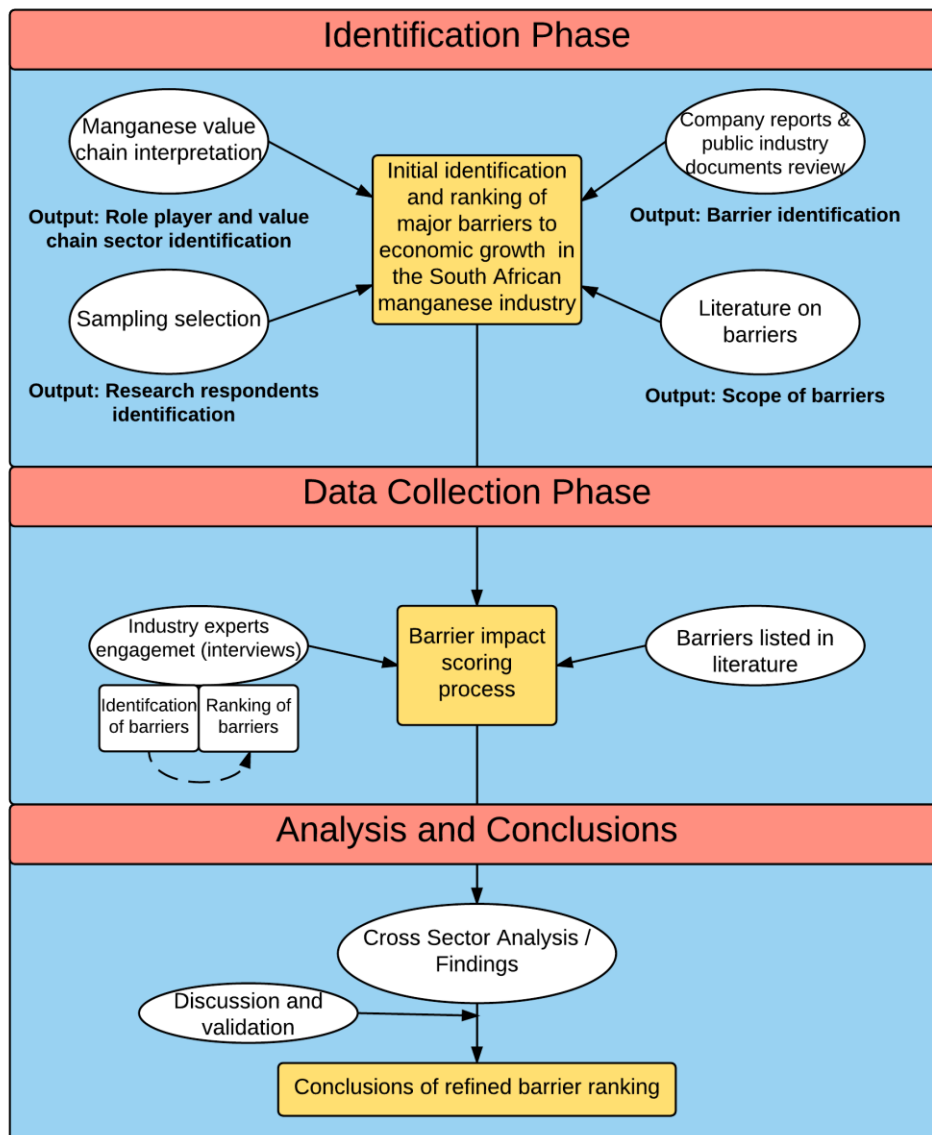 Identification Phase
Manganese value
chain interpretation
Output: Role player and value
chain sector identification
Sampling selection
Output: Research respondents
identification
Initial identification
and ranking of
major barriers to
economic growth in
the South African
manganese industry
Company reports &
public industry
documents review
Output: Barrier identification
Literature on
barriers
Output: Scope of barriers
Data Collection Phase
Industry experts
engagemet (interviews)
Identifcation
of barriers
Ranking of
barriers
Barrier impact
scoring
process
Barriers listed in
literature
Analysis and Conclusions
Cross Sector Analysis /
Findings
Discussion and
validation
Conclusions of refined barrier ranking